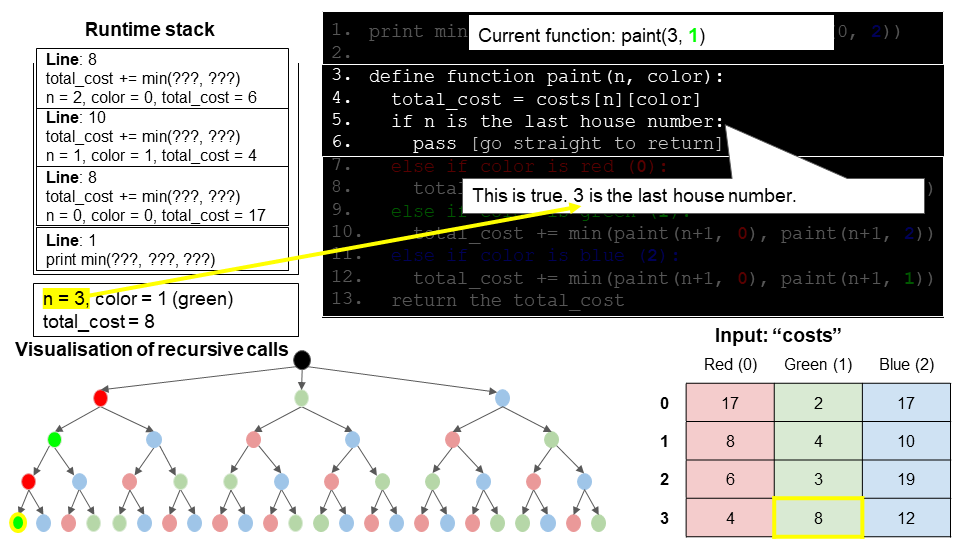 Runtime stack
Line: 8
total_cost += min(???, ???)
n = 2, color = 0, total_cost = 6
Line: 10
total_cost += min(???, ???)
n = 1, color = 1, total_cost = 4
Line: 8
total_cost += min(???, ???)
n = 0, color = 0, total_cost = 17
Line: 1
print min(???, ???, ???)
n = 3, color = 1 (green)
total_cost = 8
1. print min 0, 2))
Current function: paint(3, 1)
2.
3. define function paint(n, color):
4. total_cost = costs[n][color]
5. if n is the last house number:
6. pass [go straight to return]
7. else if color is red (0):
8. )
This is true. 3 is the last house number.
9. else if is green (1):
10. total_cost += min(paint(n+1, 0), paint(n+1, 2))
11. else if color is blue (2):
12. total_cost += min(paint(n+1, 0), paint(n+1, 1))
13. return the total_cost
Visualisation of recursive calls
Input: “costs”
Red (0) Green (1) Blue (2)
0 17 2 17
1 8 4 10
2 6 3 19
3 4 8 12